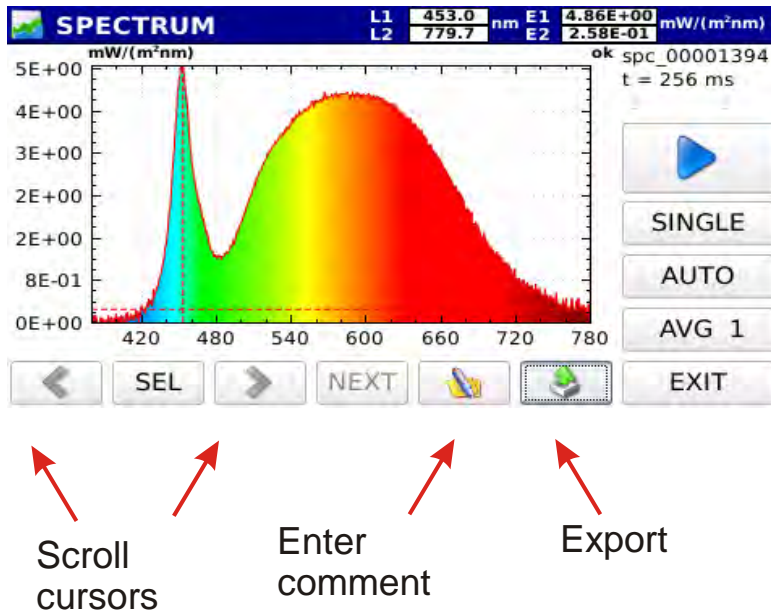 SPECTRUM L1 453.0 nm E1 4.86E+00 mW/(m²nm)
L2 779.7 E2 2.58E-01
mW/(m²nm) ok spc_00001394
t = 256 ms
5E+00
4E+00
3E+00
2E+00
2E+00
8E-01
0E+00
420 480 540 600 660 720 780
SINGLE
AUTO
AVG 1
SEL NEXT EXIT
Scroll
cursors
Enter
comment
Export